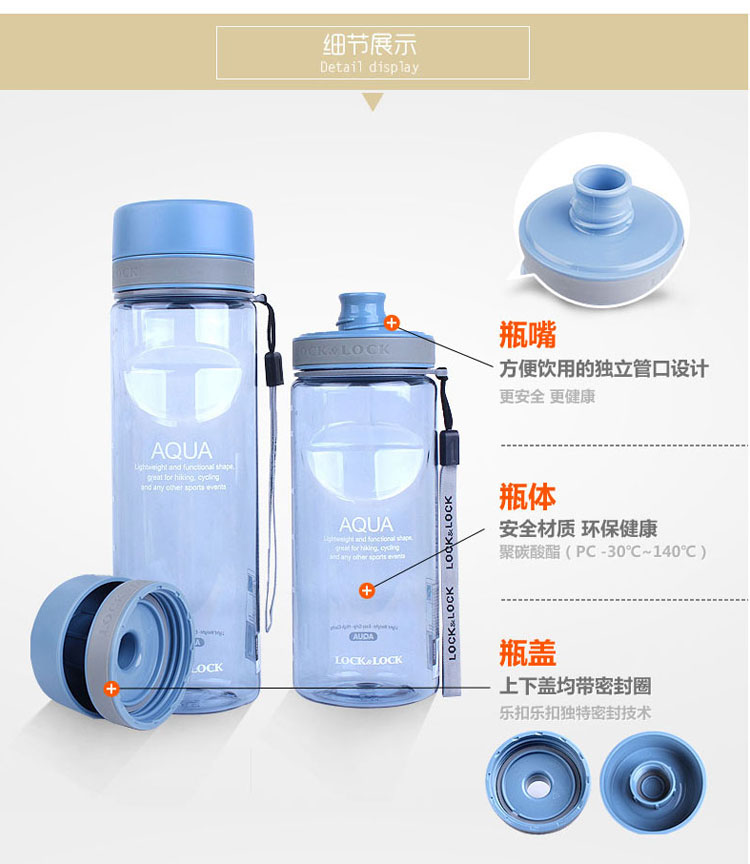 细节展示
Detail display
瓶嘴
方便饮用的独立管口设计
更安全 更健康
瓶体
安全材质 环保健康
聚碳酸酯（PC -30℃~140℃）
瓶盖
上下盖均带密封圈
乐扣乐扣独特密封技术
LOCK
LOCK & LOCK
AQUA
Lightweight and functional shape,
great for hiking, cycling
and any other sports events
LOCK&LOCK
AQUA
Lightweight and functional shape,
great for hiking, cycling
and any other sports events
LOCK&LOCK
LOCK&LOCK
LOCK&LOCK